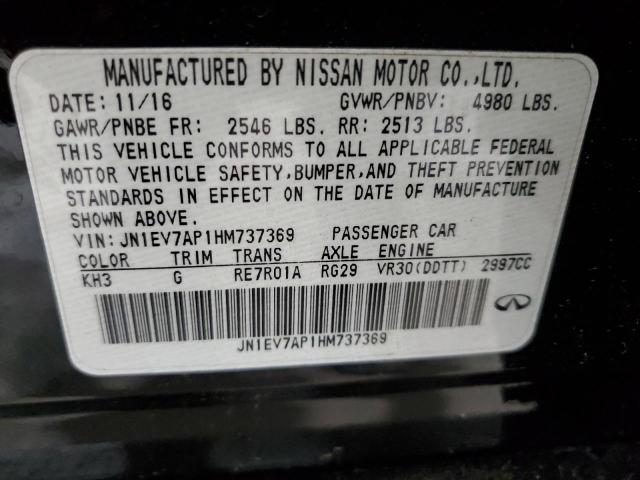 MANUFACTURED BY NISSAN MOTOR CO.,LTD.
DATE: 11/16 GVWR/PNBV: 4980 LBS.
GAWR/PNBE FR: 2546 LBS. RR: 2513 LBS.
THIS VEHICLE CONFORMS TO ALL APPLICABLE FEDERAL
MOTOR VEHICLE SAFETY,BUMPER,AND THEFT PREVENTION
STANDARDS IN EFFECT ON THE DATE OF MANUFACTURE
SHOWN ABOVE.
VIN: JN1EV7AP1HM737369 PASSENGER CAR
COLOR TRIM TRANS AXLE ENGINE
KH3 G RE7R01A RG29 VR30(DDTT) 2997CC
JN1EV7AP1HM737369